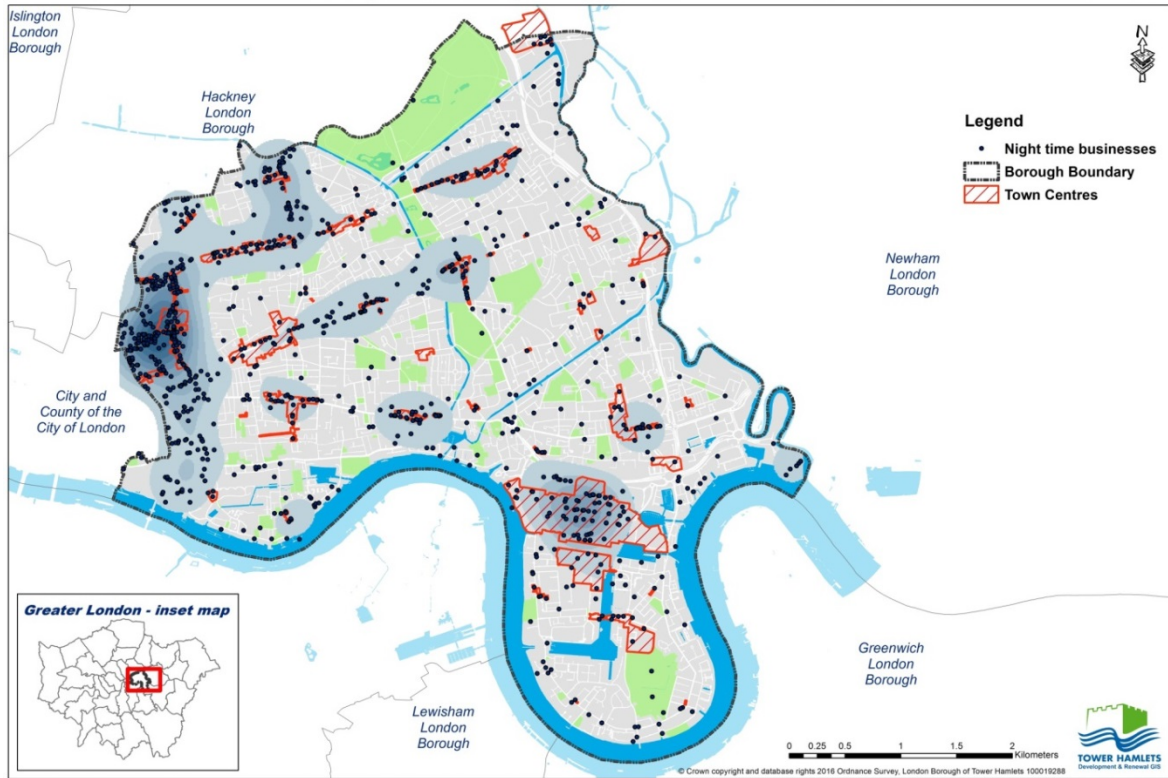 Islington
London
Borough
Hackney
London
Borough
N
Legend
Night time businesses
Borough Boundary
Town Centres
Newham
London
Borough
City and
County of the
City of London
Greater London - inset map
Greenwich
London
Borough
Lewisham
London
Borough
0 0.25 0.5 1 1.5 2
Kilometers
TOWER HAMLETS
Development & Renewal GIS
© Crown copyright and database rights 2016 Ordnance Survey, London Borough of Tower Hamlets 100019288